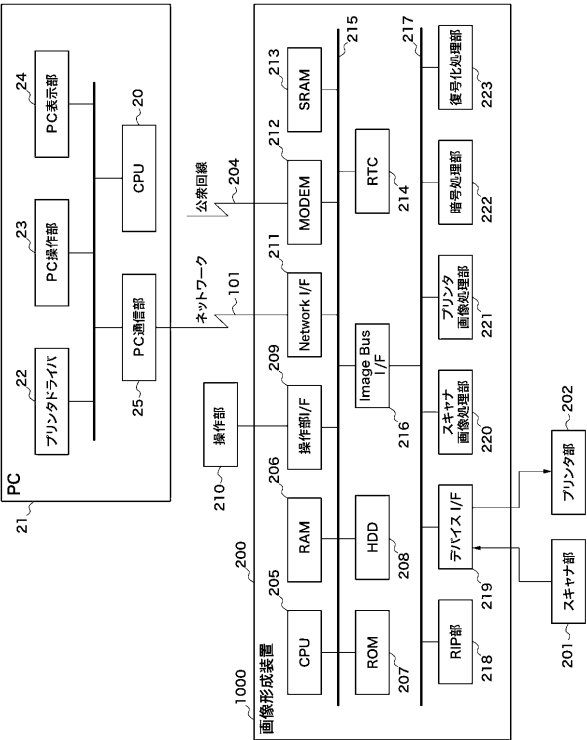 PC
21
22
プリンタドライバ
23
PC操作部
24
PC表示部
PC通信部
25
CPU
20
ネットワーク
101
公衆回線
204
操作部
210
1000
画像形成装置
200
205
CPU
206
RAM
209
操作部I/F
211
Network I/F
212
MODEM
213
SRAM
215
ROM
207
HDD
208
Image Bus
I/F
216
RTC
214
217
RIP部
218
デバイス I/F
219
スキャナ
画像処理部
220
プリンタ
画像処理部
221
暗号処理部
222
復号化処理部
223
スキャナ部
201
プリンタ部
202